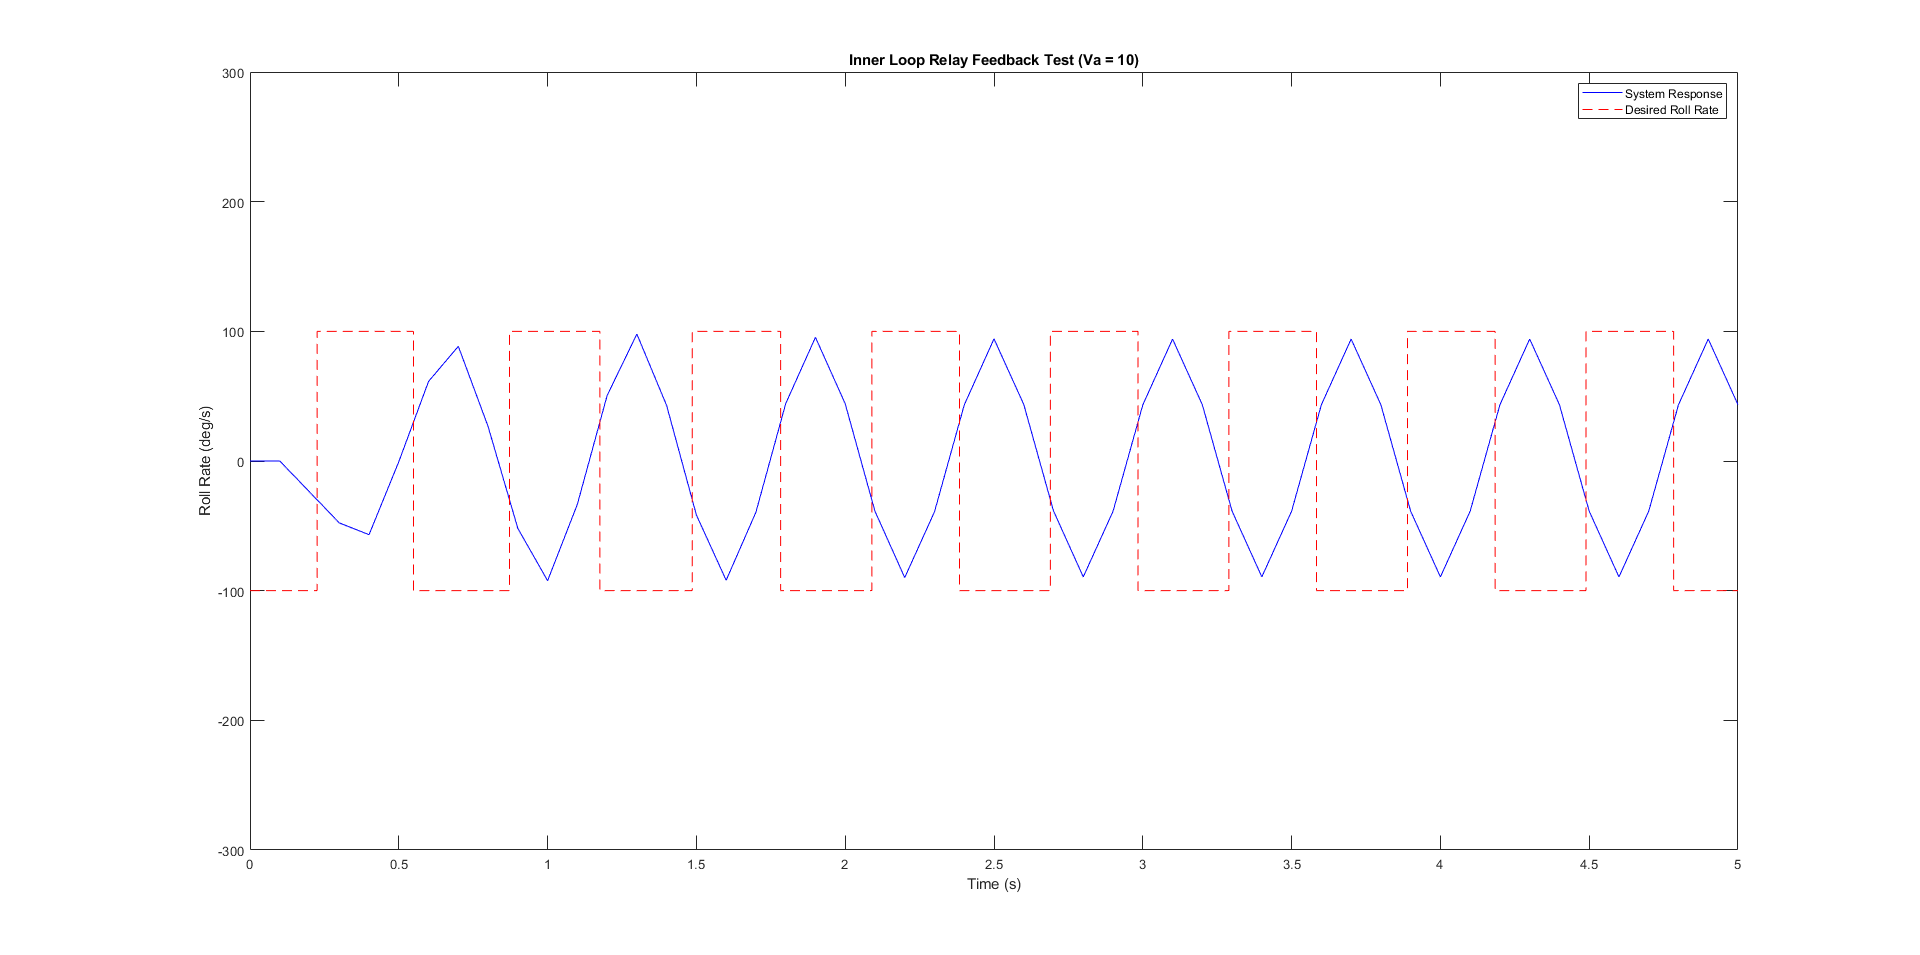 Inner Loop Relay Feedback Test (Va = 10)
System Response
Desired Roll Rate
Roll Rate (deg/s)
300
200
100
0
-100
-200
-300
0 0.5 1 1.5 2 2.5 3 3.5 4 4.5 5
Time (s)